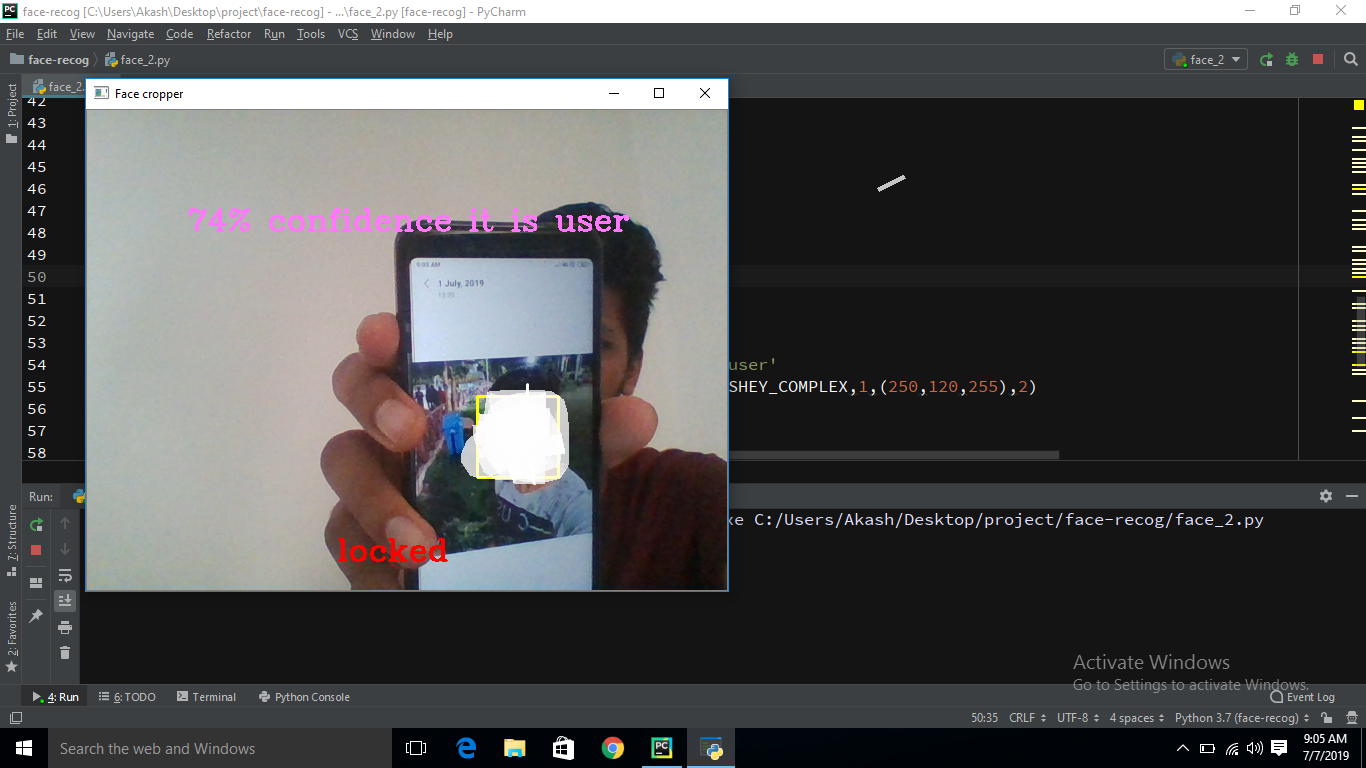 face-recog [C:\Users\Akash\Desktop\project\face-recog] - ...\face_2.py [face-recog] - PyCharm
File Edit View Navigate Code Refactor Run Tools VCS Window Help
face-recog face_2.py face_2
1: Project
face_2.
Face cropper
42
43
44
45
46
47
48
49
50
51
52
53
54 user'
55 SHEY_COMPLEX,1,(250,120,255),2)
56
57
58
74% confidence it is user
9:05 AM
1 July, 2019
locked
Run:
xe C:/Users/Akash/Desktop/project/face-recog/face_2.py
7: Structure
2: Favorites
Activate Windows
Go to Settings to activate Windows.
4: Run 6: TODO Terminal Python Console Event Log
50:35 CRLF UTF-8 4 spaces Python 3.7 (face-recog)
Search the web and Windows
9:05 AM
7/7/2019